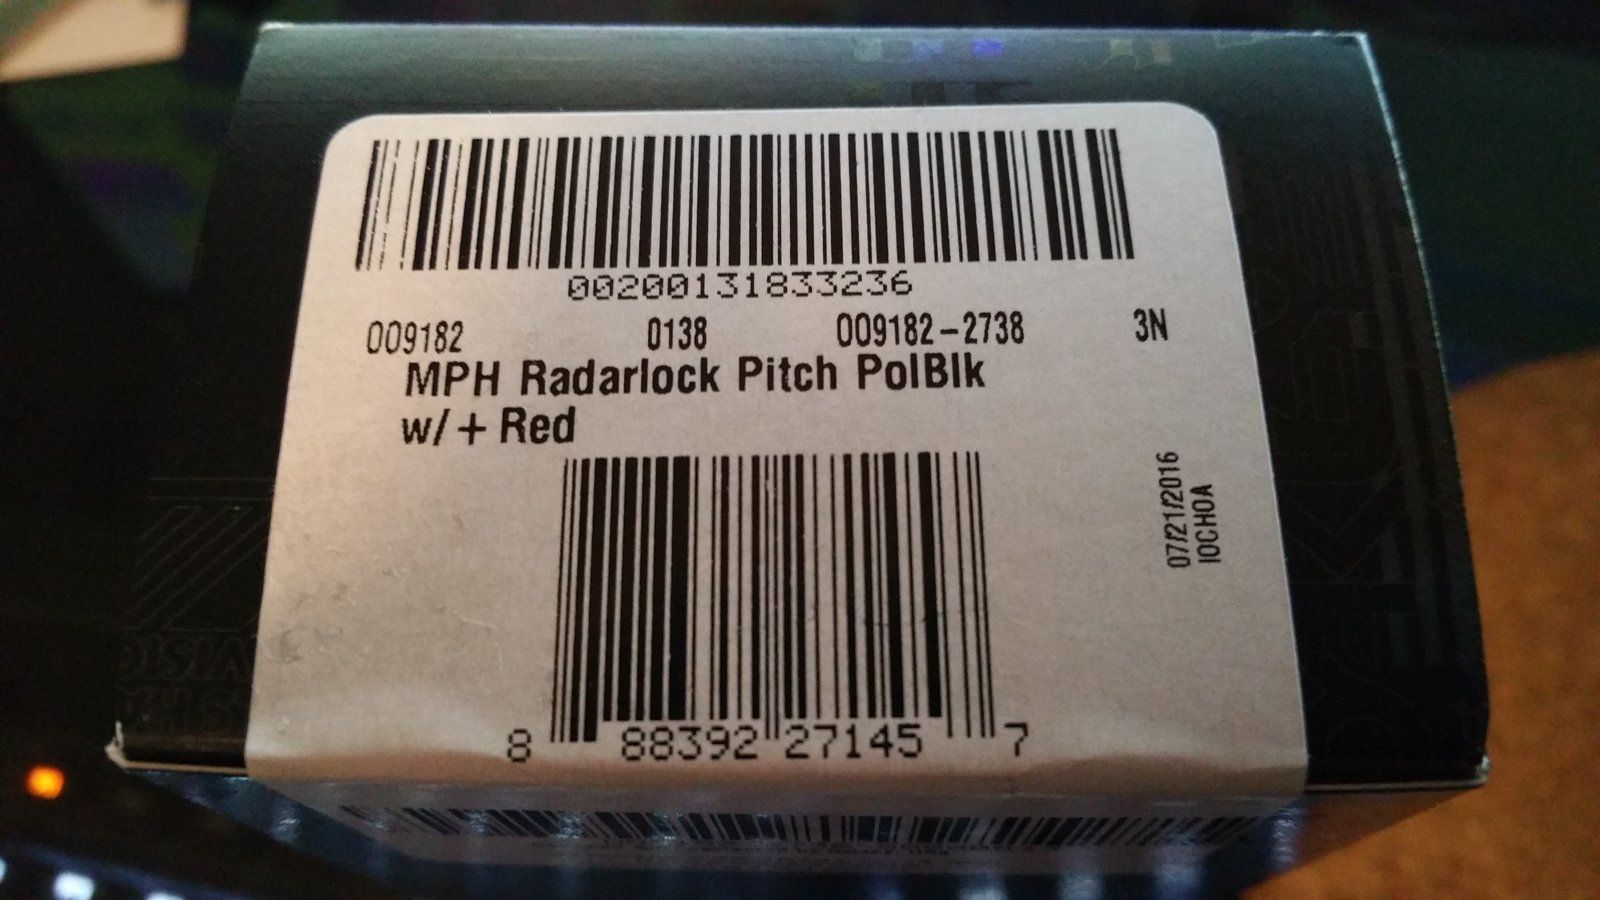 00200131833236
009182 0138 009182-2738 3N
MPH Radarlock Pitch PolBlk
w/ + Red
07/21/2016
IOCHOA
8 88392 27145 7